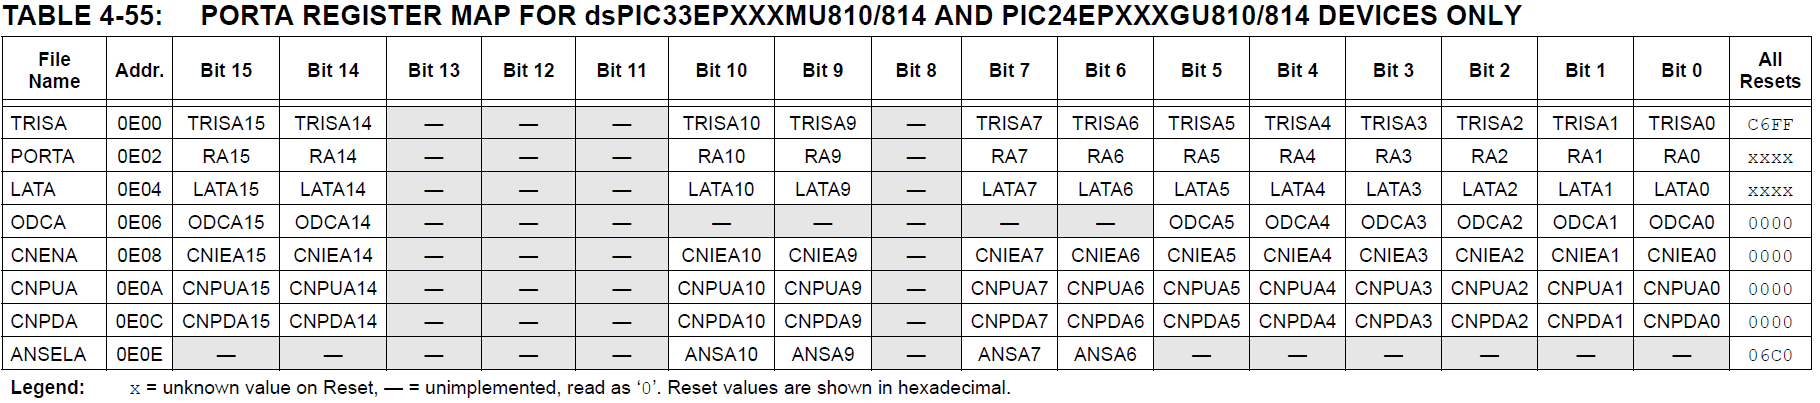 TABLE 4-55: PORTA REGISTER MAP FOR dsPIC33EPXXXMU810/814 AND PIC24EPXXXGU810/814 DEVICES ONLY
File Name Addr. Bit 15 Bit 14 Bit 13 Bit 12 Bit 11 Bit 10 Bit 9 Bit 8 Bit 7 Bit 6 Bit 5 Bit 4 Bit 3 Bit 2 Bit 1 Bit 0 All Resets
TRISA 0E00 TRISA15 TRISA14 — — — TRISA10 TRISA9 — TRISA7 TRISA6 TRISA5 TRISA4 TRISA3 TRISA2 TRISA1 TRISA0 C6FF
PORTA 0E02 RA15 RA14 — — — RA10 RA9 — RA7 RA6 RA5 RA4 RA3 RA2 RA1 RA0 xxxx
LATA 0E04 LATA15 LATA14 — — — LATA10 LATA9 — LATA7 LATA6 LATA5 LATA4 LATA3 LATA2 LATA1 LATA0 xxxx
ODCA 0E06 ODCA15 ODCA14 — — — — — — — — ODCA5 ODCA4 ODCA3 ODCA2 ODCA1 ODCA0 0000
CNENA 0E08 CNIEA15 CNIEA14 — — — CNIEA10 CNIEA9 — CNIEA7 CNIEA6 CNIEA5 CNIEA4 CNIEA3 CNIEA2 CNIEA1 CNIEA0 0000
CNPUA 0E0A CNPUA15 CNPUA14 — — — CNPUA10 CNPUA9 — CNPUA7 CNPUA6 CNPUA5 CNPUA4 CNPUA3 CNPUA2 CNPUA1 CNPUA0 0000
CNPDA 0E0C CNPDA15 CNPDA14 — — — CNPDA10 CNPDA9 — CNPDA7 CNPDA6 CNPDA5 CNPDA4 CNPDA3 CNPDA2 CNPDA1 CNPDA0 0000
ANSELA 0E0E — — — — — ANSA10 ANSA9 — ANSA7 ANSA6 — — — — — — 06C0
Legend: x = unknown value on Reset, — = unimplemented, read as ‘0’. Reset values are shown in hexadecimal.